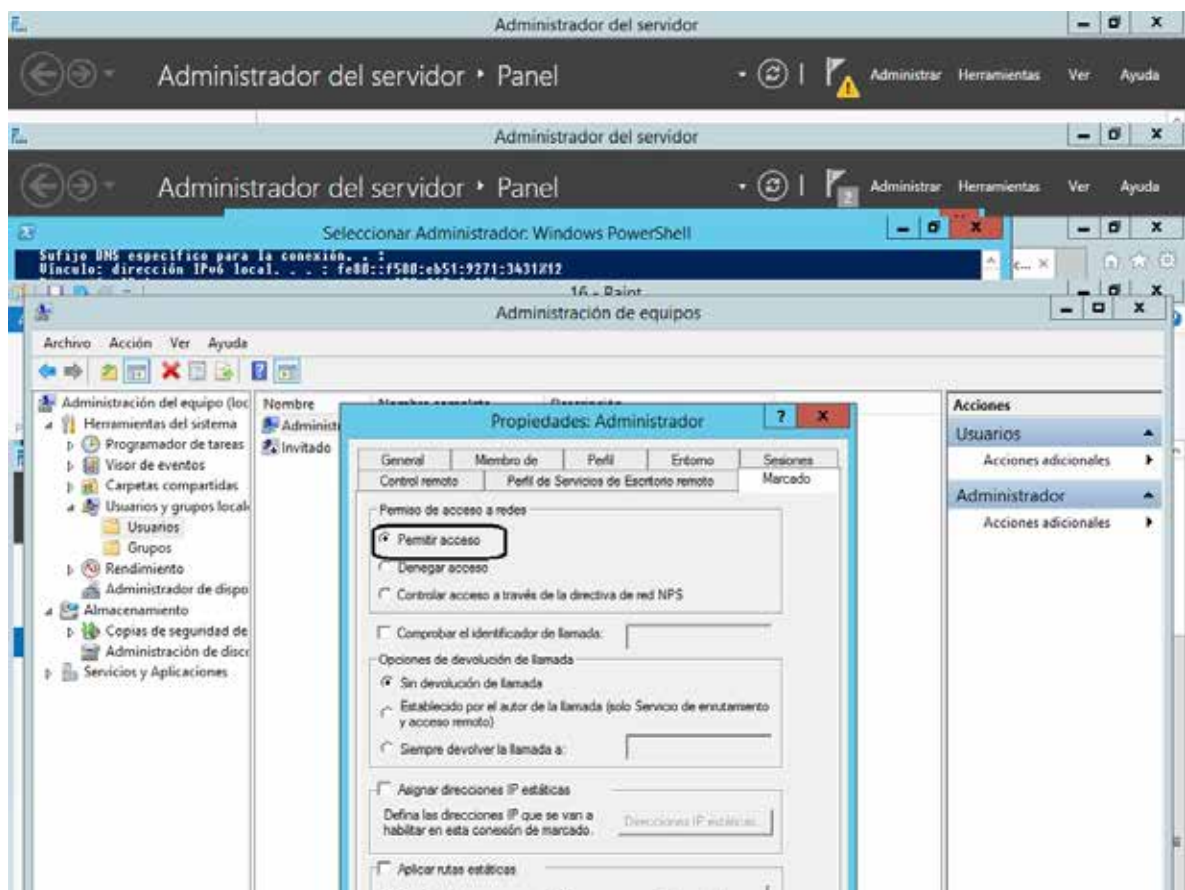 Administrador del servidor
Administrador del servidor • Panel
Administrar Herramientas Ver Ayuda
Administrador del servidor
Administrador del servidor • Panel
2
Administrar Herramientas Ver Ayuda
Seleccionar Administrador: Windows PowerShell
Sufijo DNS específico para la conexión. . :
Vínculo: dirección IPv6 local. . . : fe80::f580:eb51:9271:3431%12
16 - Paint
Administración de equipos
Archivo Acción Ver Ayuda
Administración del equipo (loc
Herramientas del sistema
Programador de tareas
Visor de eventos
Carpetas compartidas
Usuarios y grupos locale
Usuarios
Grupos
Rendimiento
Administrador de dispo
Almacenamiento
Copias de seguridad de
Administración de disco
Servicios y Aplicaciones
Nombre Nombre completo Descripción
Administ
Invitado
Propiedades: Administrador
General Miembro de Perfil Entorno Sesiones
Control remoto Perfil de Servicios de Escritorio remoto Marcado
Permiso de acceso a redes
Permitir acceso
Denegar acceso
Controlar acceso a través de la directiva de red NPS
Comprobar el identificador de llamada:
Opciones de devolución de llamada
Sin devolución de llamada
Establecido por el autor de la llamada (solo Servicio de enrutamiento
y acceso remoto)
Siempre devolver la llamada a:
Asignar direcciones IP estáticas
Defina las direcciones IP que se van a
habilitar en esta conexión de marcado.
Direcciones IP estáticas...
Aplicar rutas estáticas
Acciones
Usuarios
Acciones adicionales
Administrador
Acciones adicionales